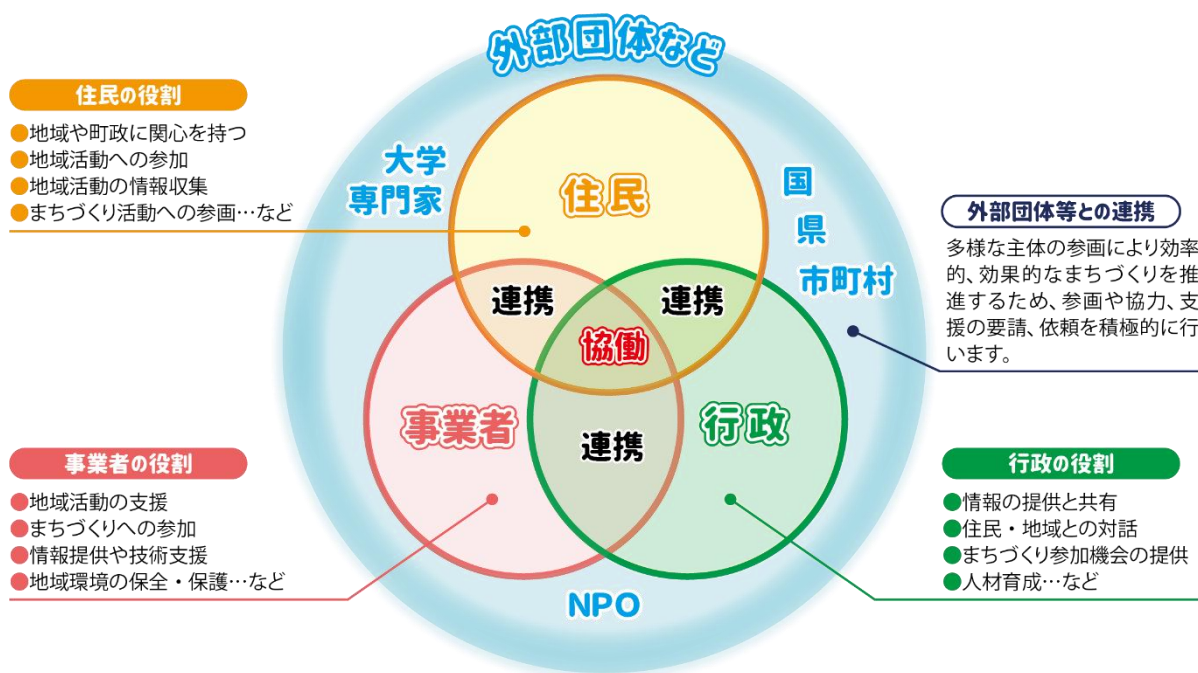 外部団体など
住民の役割
●地域や町政に関心を持つ
●地域活動への参加
●地域活動の情報収集
●まちづくり活動への参画…など
大学
専門家
住民
国
県
市町村
外部団体等との連携
多様な主体の参画により効率
的、効果的なまちづくりを推
進するため、参画や協力、支
援の要請、依頼を積極的に行
います。
連携
連携
協働
事業者
行政
連携
事業者の役割
●地域活動の支援
●まちづくりへの参加
●情報提供や技術支援
●地域環境の保全・保護…など
行政の役割
●情報の提供と共有
●住民・地域との対話
●まちづくり参加機会の提供
●人材育成…など
NPO